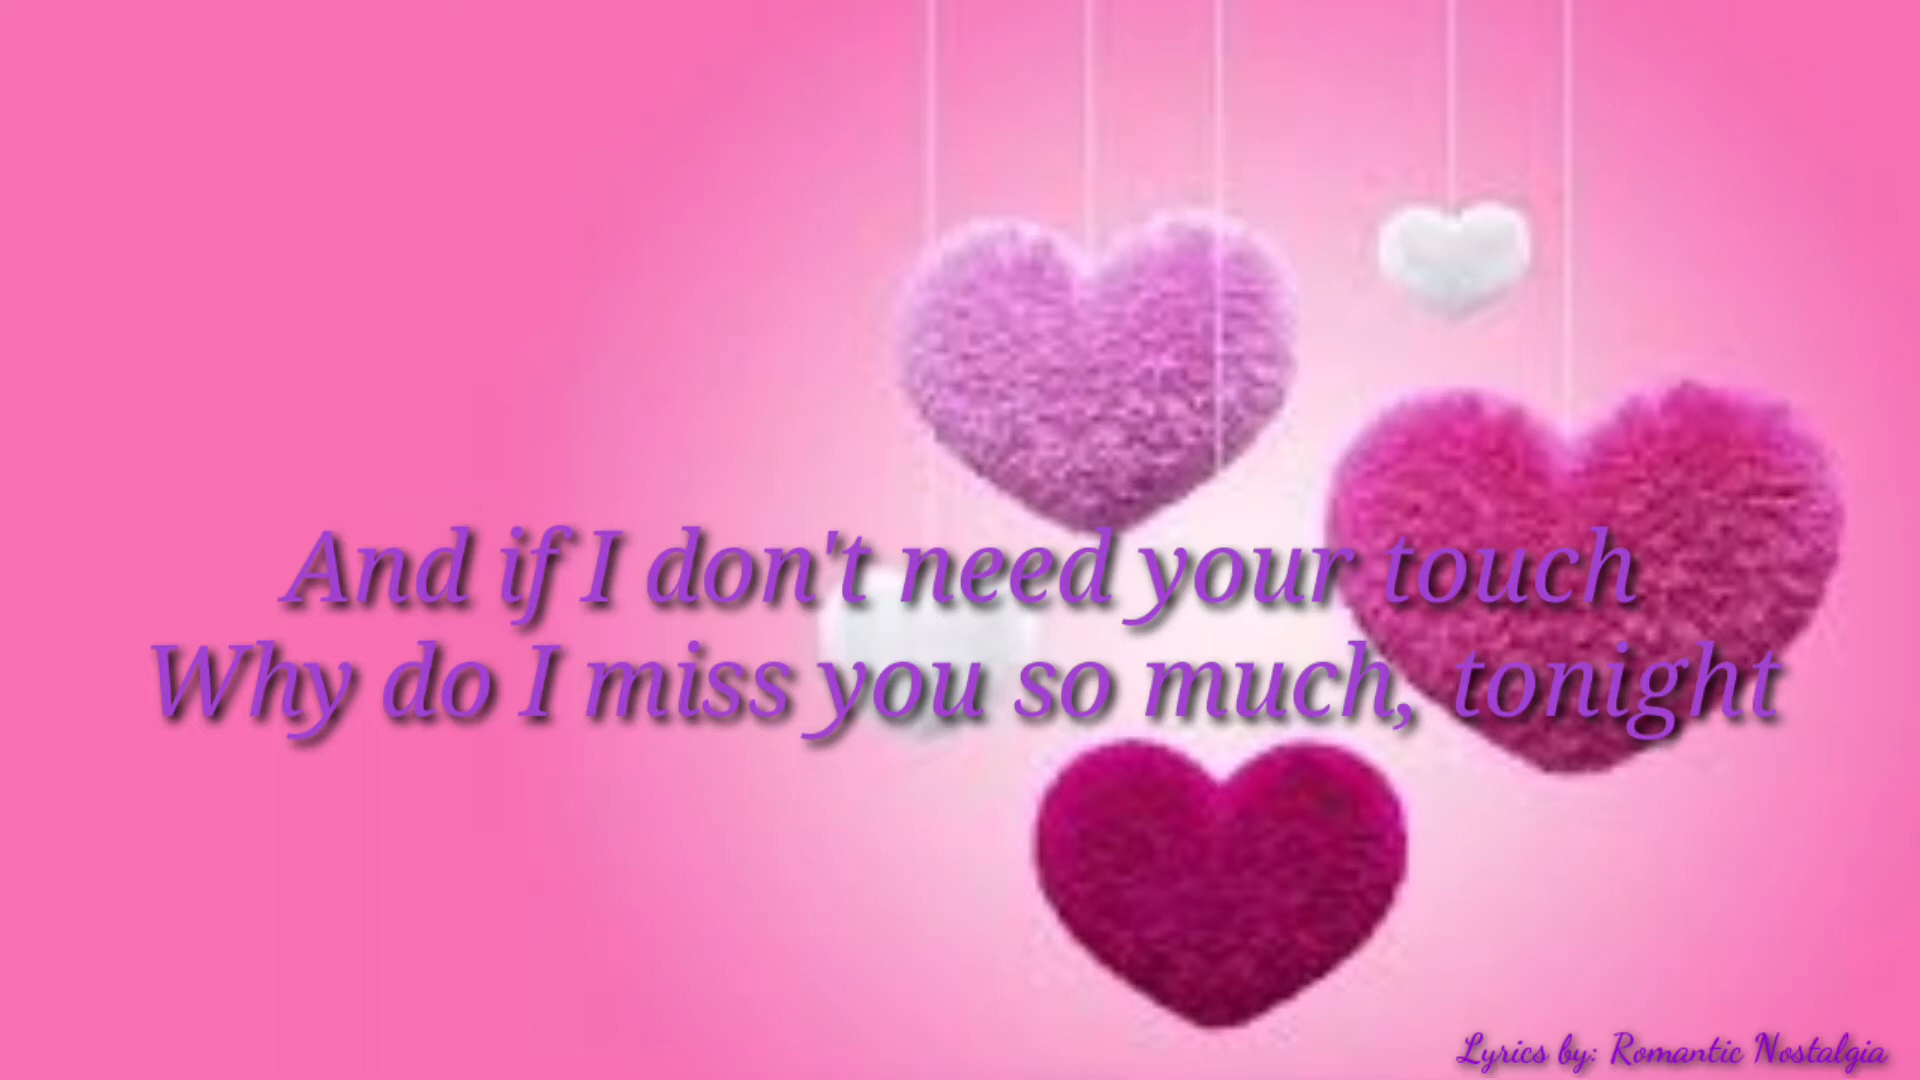 And if I don't need your touch
Why do I miss you so much, tonight
Lyrics by: Romantic Nostalgia